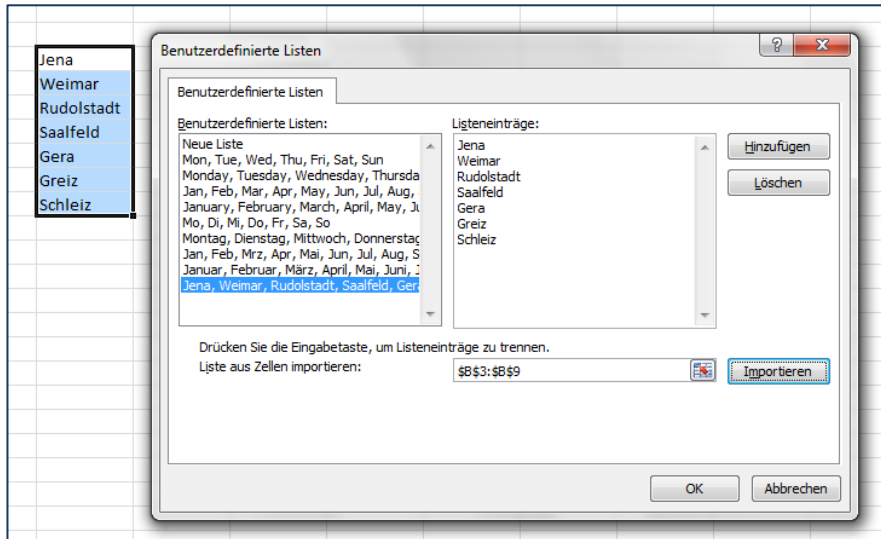 Jena
Weimar
Rudolstadt
Saalfeld
Gera
Greiz
Schleiz
Benutzerdefinierte Listen
Benutzerdefinierte Listen
Benutzerdefinierte Listen:
Neue Liste
Mon, Tue, Wed, Thu, Fri, Sat, Sun
Monday, Tuesday, Wednesday, Thursda
Jan, Feb, Mar, Apr, May, Jun, Jul, Aug,
January, February, March, April, May, Ju
Mo, Di, Mi, Do, Fr, Sa, So
Montag, Dienstag, Mittwoch, Donnerstag
Jan, Feb, Mrz, Apr, Mai, Jun, Jul, Aug, S
Januar, Februar, März, April, Mai, Juni, J
Jena, Weimar, Rudolstadt, Saalfeld, Gera
Listeneinträge:
Jena
Weimar
Rudolstadt
Saalfeld
Gera
Greiz
Schleiz
Hinzufügen
Löschen
Drücken Sie die Eingabetaste, um Listeneinträge zu trennen.
Liste aus Zellen importieren:
$B$3:$B$9
Importieren
OK
Abbrechen